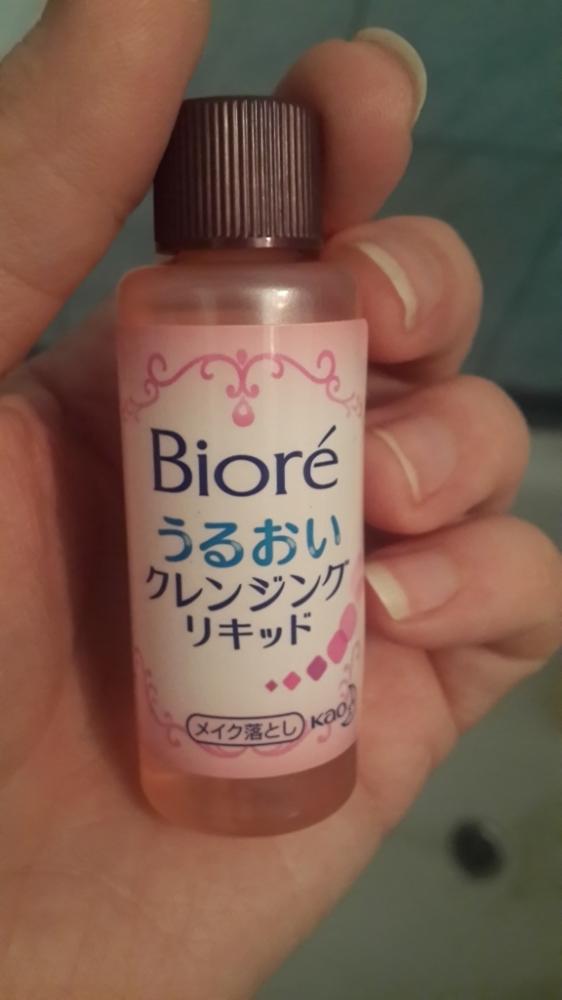 Bioré
うるおい
クレンジング
リキッド
メイク落とし
Kao